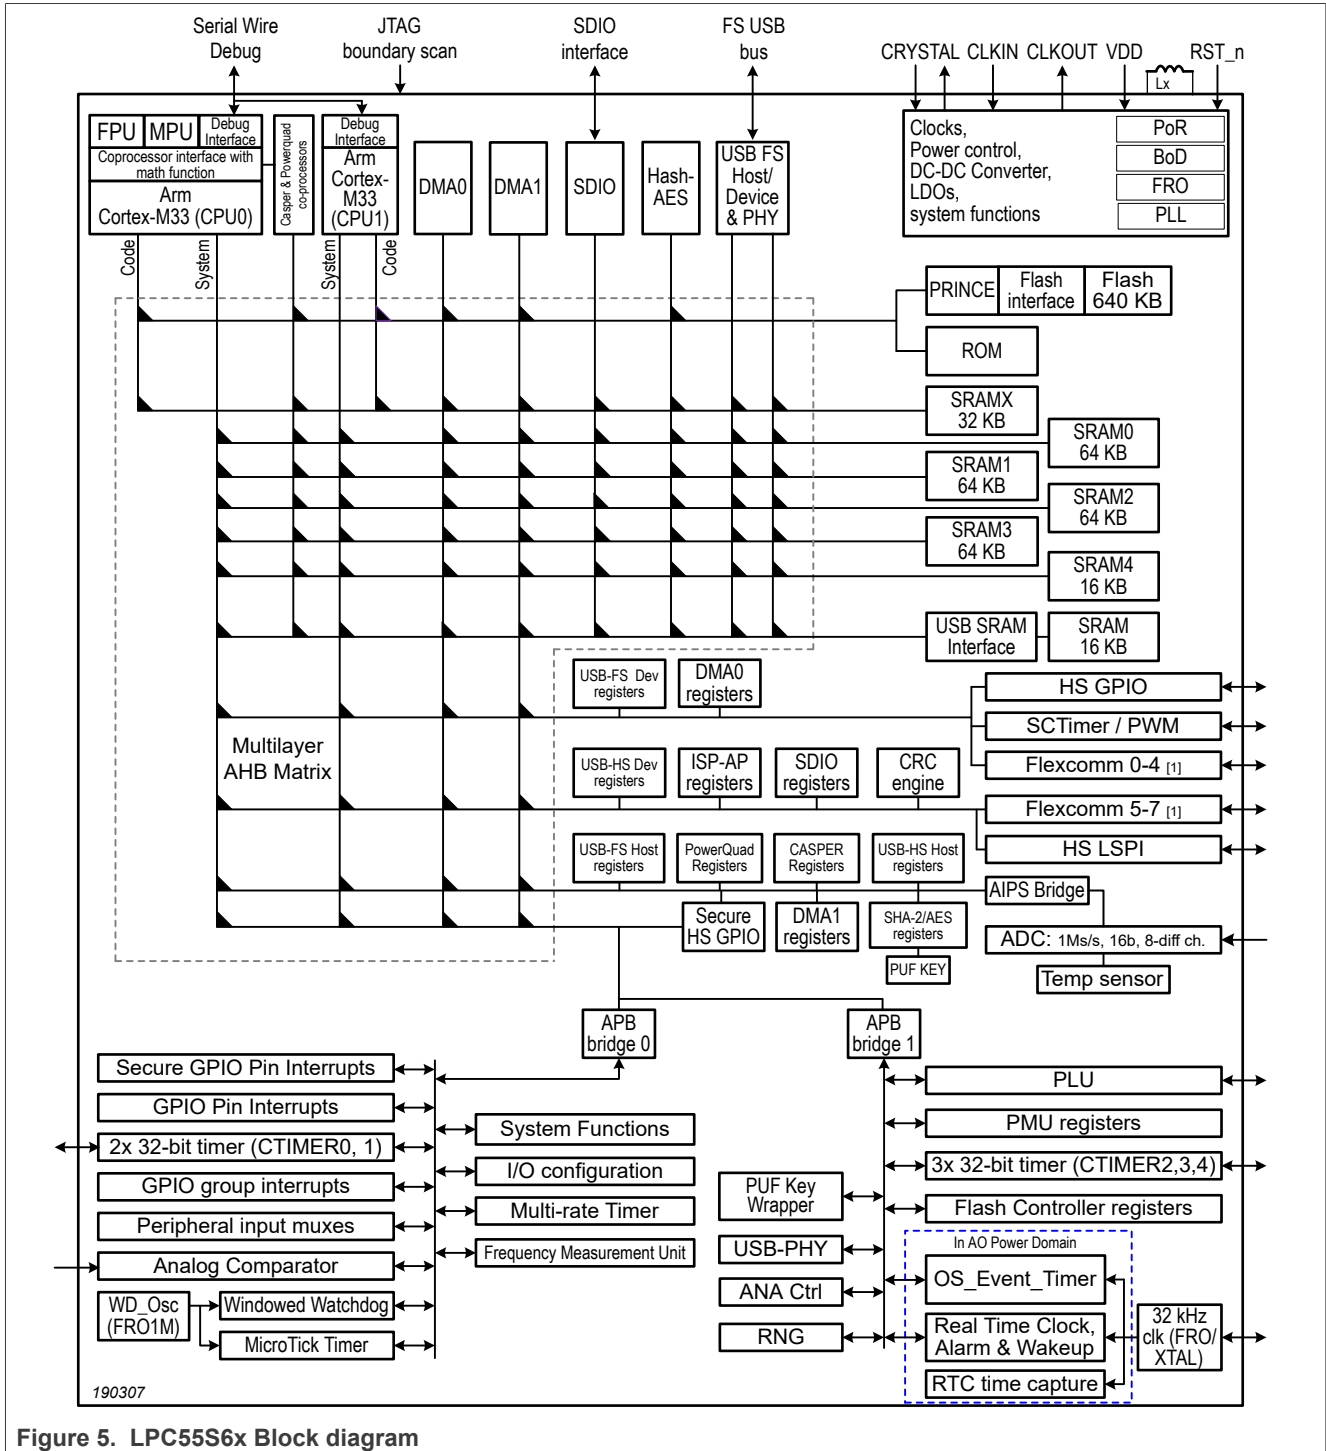 Serial Wire
Debug
JTAG
boundary scan
SDIO
interface
FS USB
bus
CRYSTAL
CLKIN
CLKOUT
VDD
RST_n
Lx
FPU
MPU
Debug
Interface
Coprocessor interface with
math function
Arm
Cortex-M33 (CPU0)
Casper & Powerquad
co-processors
Debug
Interface
Arm
Cortex-
M33
(CPU1)
DMA0
DMA1
SDIO
Hash-
AES
USB FS
Host/
Device
& PHY
Clocks,
Power control,
DC-DC Converter,
LDOs,
system functions
PoR
BoD
FRO
PLL
Code
System
System
Code
PRINCE
Flash
interface
Flash
640 KB
ROM
SRAMX
32 KB
SRAM0
64 KB
SRAM1
64 KB
SRAM2
64 KB
SRAM3
64 KB
SRAM4
16 KB
USB SRAM
Interface
SRAM
16 KB
USB-FS Dev
registers
DMA0
registers
HS GPIO
SCTimer / PWM
Flexcomm 0-4 [1]
Multilayer
AHB Matrix
USB-HS Dev
registers
ISP-AP
registers
SDIO
registers
CRC
engine
Flexcomm 5-7 [1]
HS LSPI
USB-FS Host
registers
PowerQuad
Registers
CASPER
Registers
USB-HS Host
registers
AIPS Bridge
Secure
HS GPIO
DMA1
registers
SHA-2/AES
registers
PUF KEY
ADC: 1Ms/s, 16b, 8-diff ch.
Temp sensor
APB
bridge 0
APB
bridge 1
Secure GPIO Pin Interrupts
GPIO Pin Interrupts
2x 32-bit timer (CTIMER0, 1)
GPIO group interrupts
Peripheral input muxes
Analog Comparator
WD_Osc
(FRO1M)
Windowed Watchdog
MicroTick Timer
System Functions
I/O configuration
Multi-rate Timer
Frequency Measurement Unit
PUF Key
Wrapper
USB-PHY
ANA Ctrl
RNG
PLU
PMU registers
3x 32-bit timer (CTIMER2,3,4)
Flash Controller registers
In AO Power Domain
OS_Event_Timer
Real Time Clock,
Alarm & Wakeup
RTC time capture
32 kHz
clk (FRO/
XTAL)
190307
Figure 5. LPC55S6x Block diagram